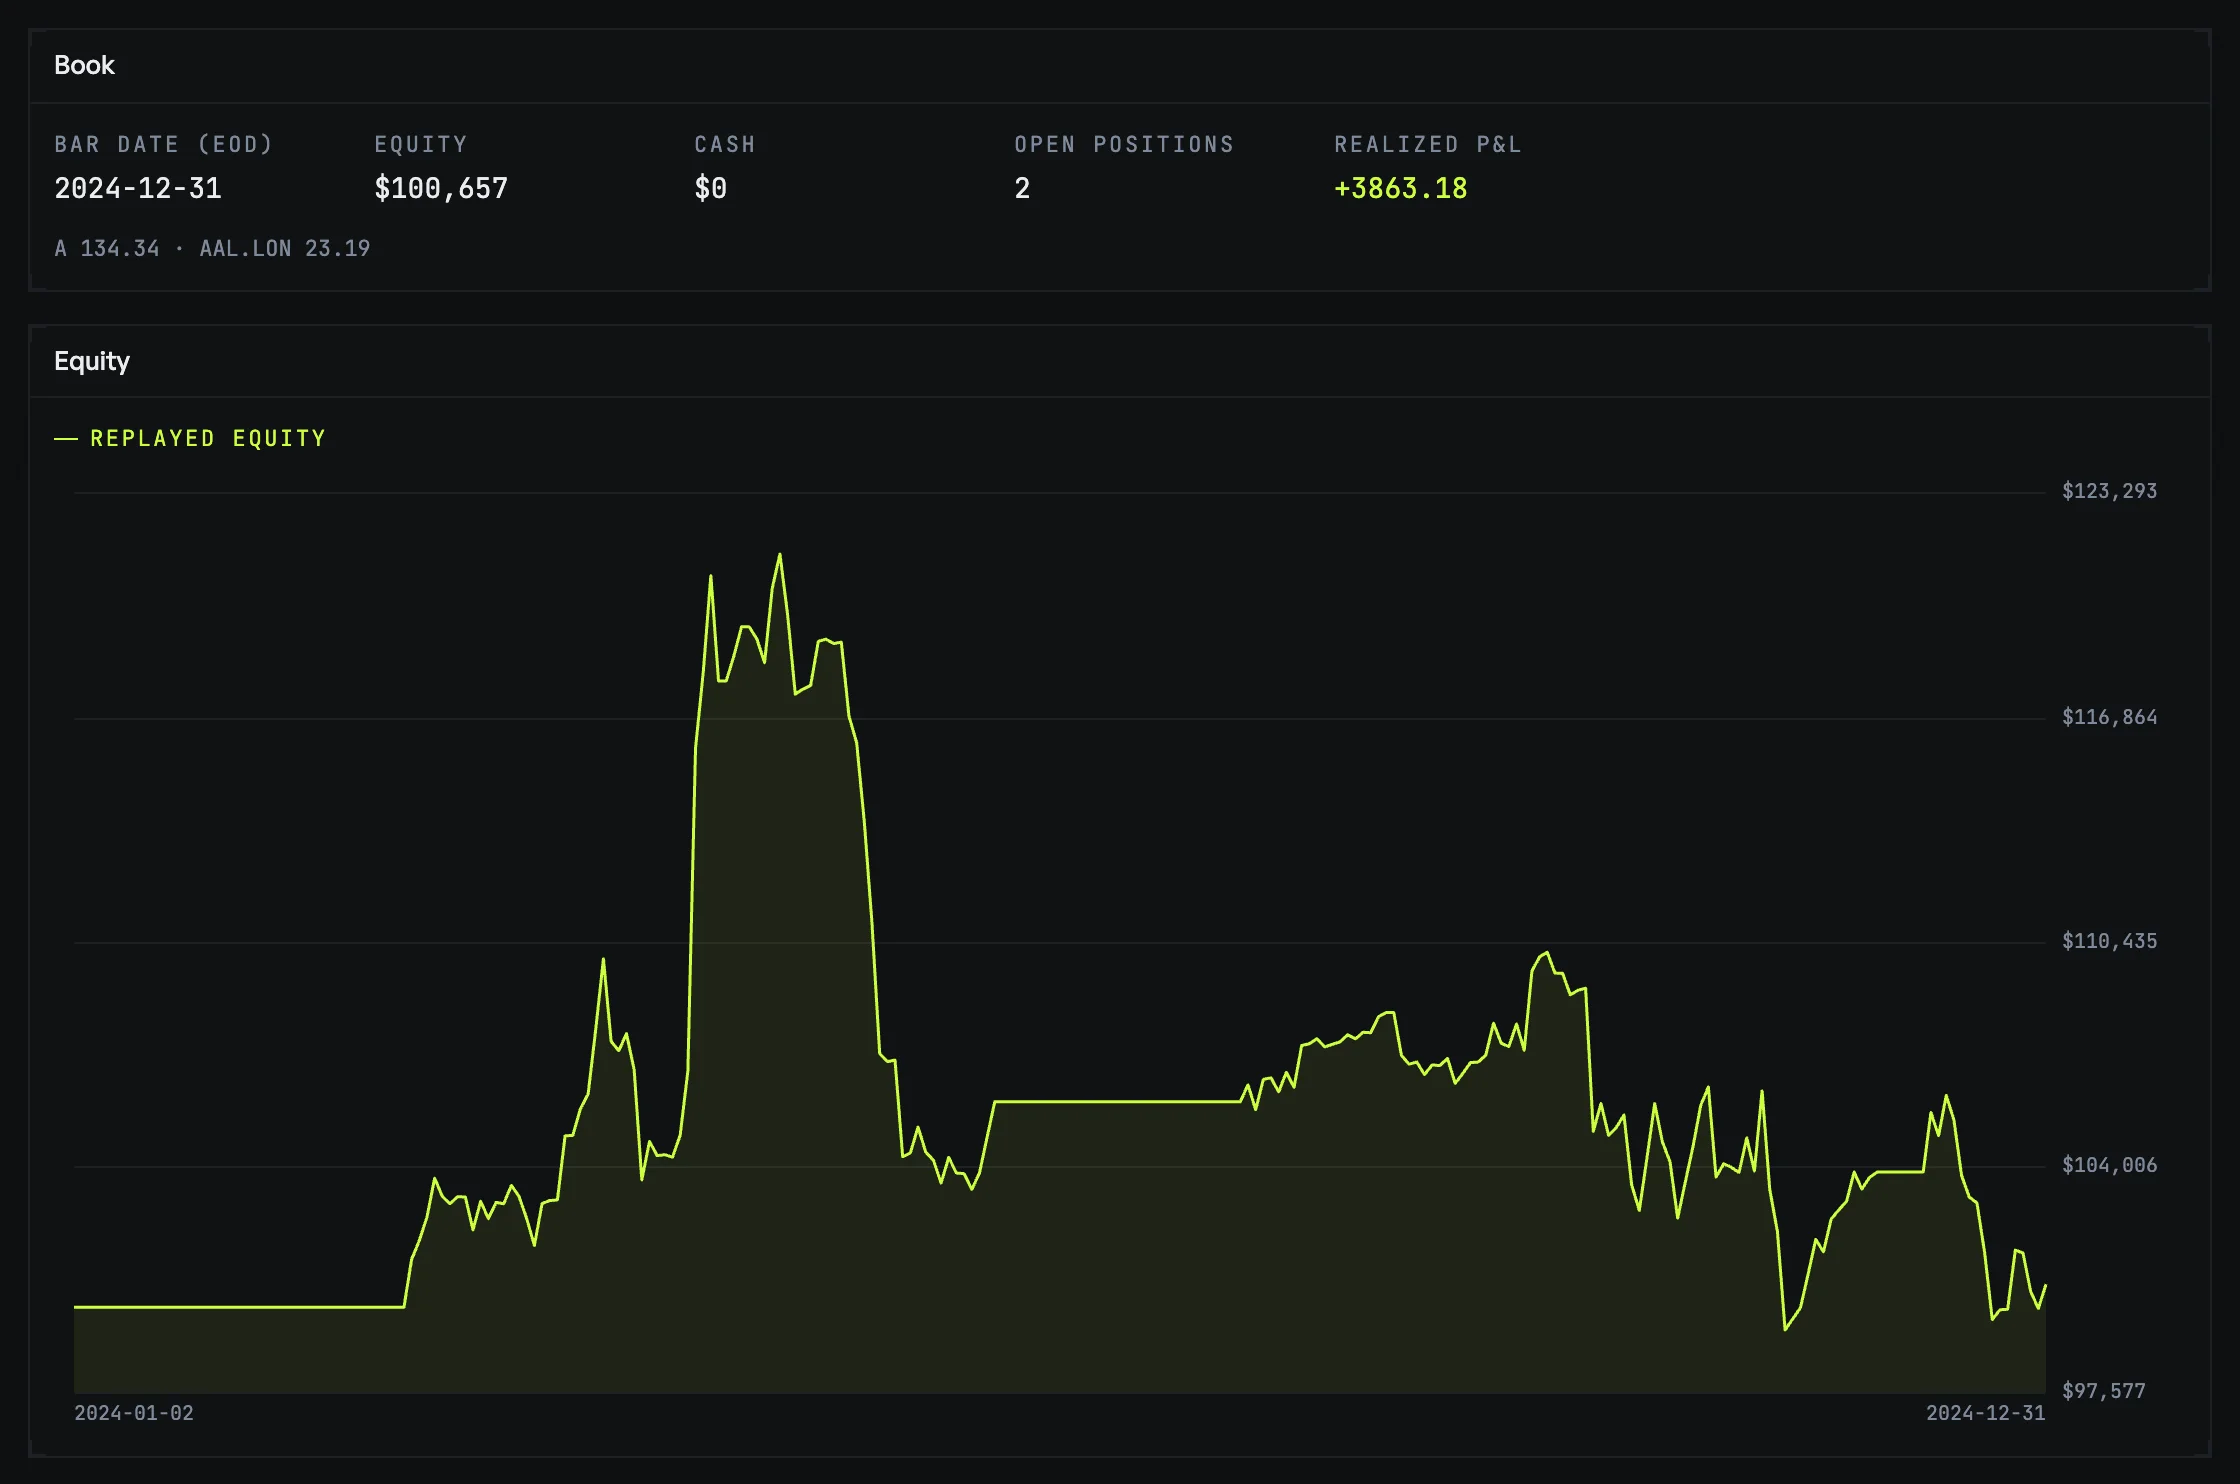 Book
BAR DATE (EOD) EQUITY CASH OPEN POSITIONS REALIZED P&L
2024-12-31 $100,657 $0 2 +3863.18
A 134.34 · AAL.LON 23.19
Equity
— REPLAYED EQUITY
$123,293
$116,864
$110,435
$104,006
$97,577
2024-01-02 2024-12-31